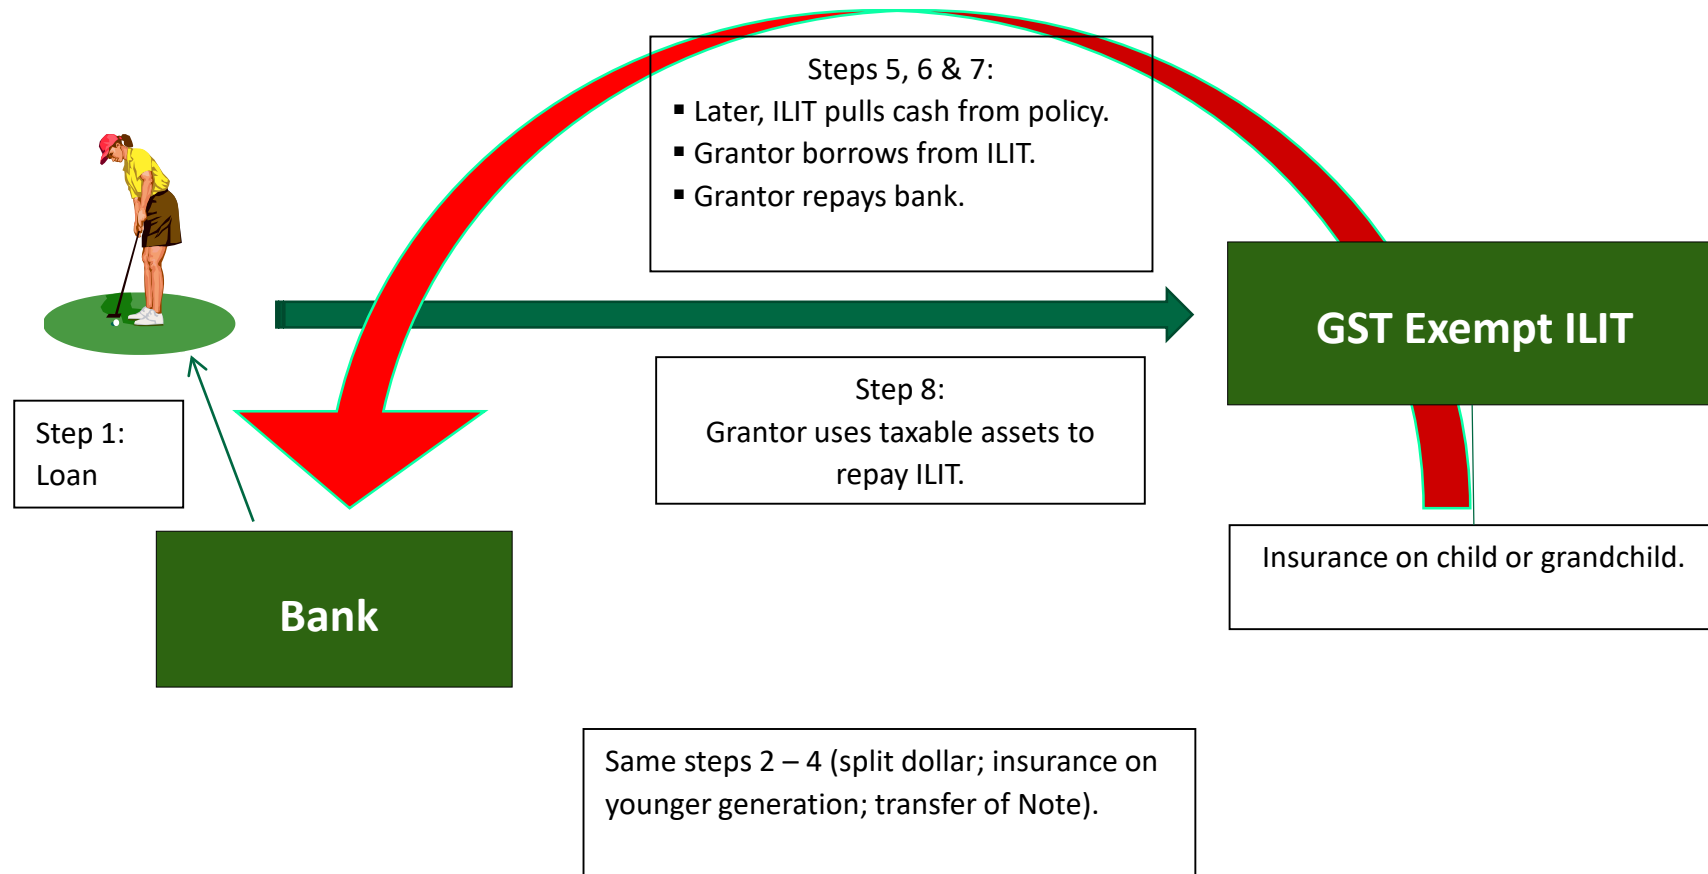 Steps 5, 6 & 7:
▪ Later, ILIT pulls cash from policy.
▪ Grantor borrows from ILIT.
▪ Grantor repays bank.
GST Exempt ILIT
Step 8:
Grantor uses taxable assets to
repay ILIT.
Step 1:
Loan
Insurance on child or grandchild.
Bank
Same steps 2 – 4 (split dollar; insurance on
younger generation; transfer of Note).